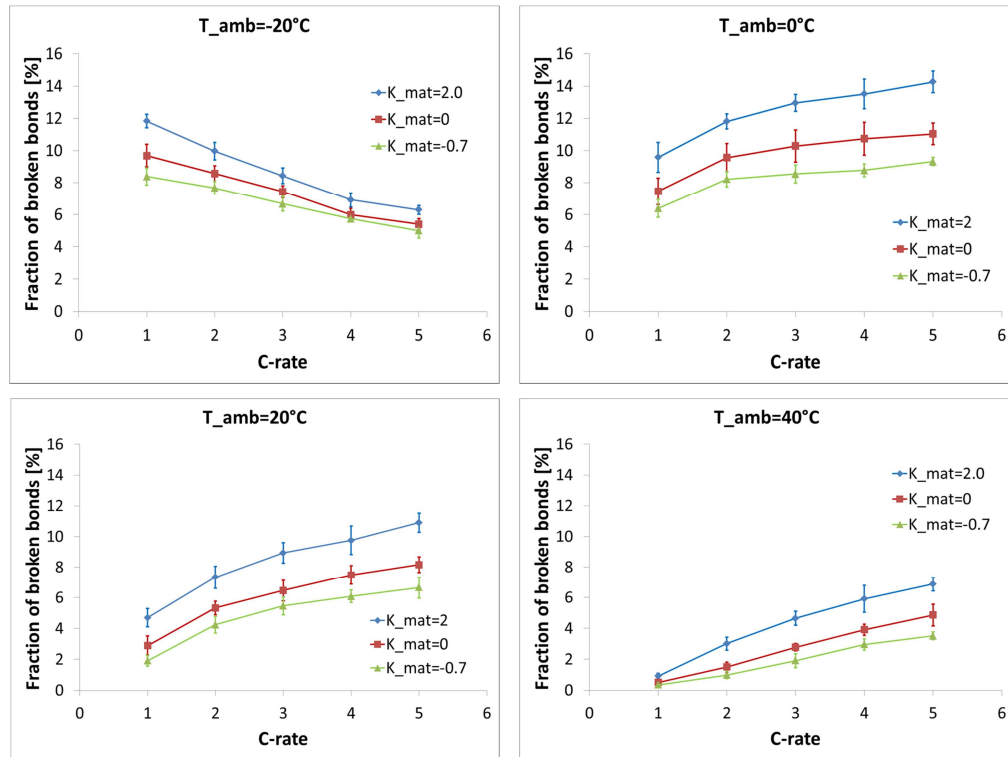 T_amb=-20°C
Fraction of broken bonds [%]
16
14
12
10
8
6
4
2
0
K_mat=2.0
K_mat=0
K_mat=-0.7
0 1 2 3 4 5 6
C-rate
T_amb=0°C
Fraction of broken bonds [%]
16
14
12
10
8
6
4
2
0
K_mat=2
K_mat=0
K_mat=-0.7
0 1 2 3 4 5 6
C-rate
T_amb=20°C
Fraction of broken bonds [%]
16
14
12
10
8
6
4
2
0
K_mat=2
K_mat=0
K_mat=-0.7
0 1 2 3 4 5 6
C-rate
T_amb=40°C
Fraction of broken bonds [%]
16
14
12
10
8
6
4
2
0
K_mat=2.0
K_mat=0
K_mat=-0.7
0 1 2 3 4 5 6
C-rate